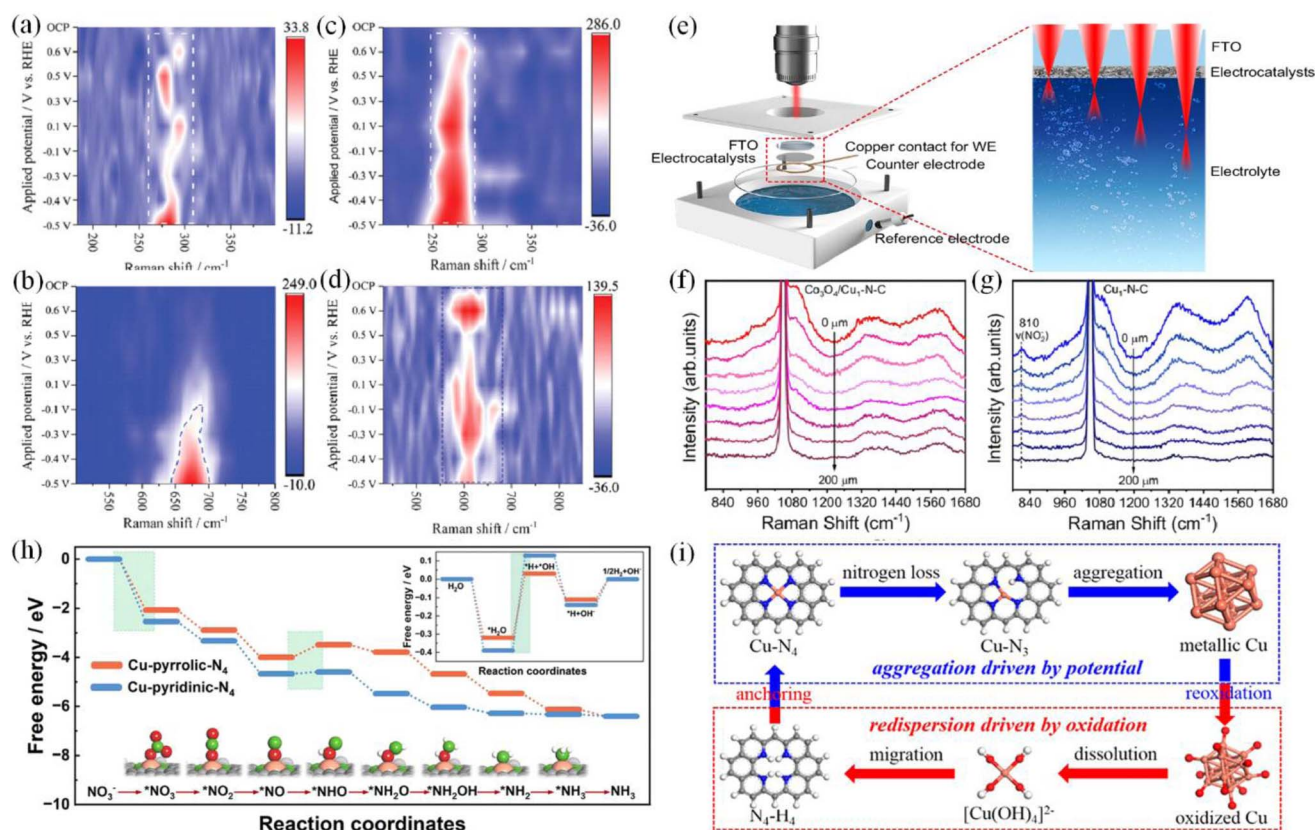 (a)
33.8
OCP
0.6 V
0.5 V
0.3 V
0.1 V
-0.1 V
-0.4 V
-0.5 V
Applied potential / V vs. RHE
200
250
300
350
Raman shift / cm⁻¹
-11.2
(c)
286.0
OCP
0.6 V
0.5 V
0.3 V
0.1 V
-0.1 V
-0.4 V
-0.5 V
Applied potential / V vs. RHE
250
300
350
Raman shift / cm⁻¹
-36.0
(e)
FTO
Electrocatalysts
Copper contact for WE
Counter electrode
Reference electrode
FTO
Electrocatalysts
Electrolyte
(b)
249.0
OCP
0.6 V
0.5 V
0.3 V
0.1 V
-0.1 V
-0.4 V
-0.5 V
Applied potential / V vs. RHE
550
600
650
700
800
Raman shift / cm⁻¹
-10.0
(d)
139.5
OCP
0.6 V
0.5 V
0.3 V
0.1 V
-0.1 V
-0.3 V
-0.5 V
Applied potential / V vs. RHE
600
700
800
Raman shift / cm⁻¹
-36.0
(f)
Co₃O₄/Cu₁-N-C
0 μm
200 μm
Intensity (arb.units)
840 960 1080 1200 1320 1440 1560 1680
Raman Shift (cm⁻¹)
(g)
Cu₁-N-C
810
0 μm
200 μm
Intensity (arb.units)
840 960 1080 1200 1320 1440 1560 1680
Raman Shift (cm⁻¹)
(h)
0
−2
−4
−6
−8
−10
Free energy / eV
Cu-pyrrolic-N₄
Cu-pyridinic-N₄
0.1
0.0
-0.1
-0.2
-0.3
-0.4
Free energy / eV
H₂O
*H₂O
*H+*OH
*H+OH⁻
1/2H₂+OH⁻
Reaction coordinates
NO₃⁻ *NO₃ *NO₂ *NO *NHO *NH₂O *NH₂OH *NH₂ *NH₃ NH₃
Reaction coordinates
(i)
nitrogen loss
aggregation
Cu-N₄
Cu-N₃
metallic Cu
aggregation driven by potential
anchoring
reoxidation
redispersion driven by oxidation
migration
dissolution
N₄-H₄
[Cu(OH)₄]²⁻
oxidized Cu